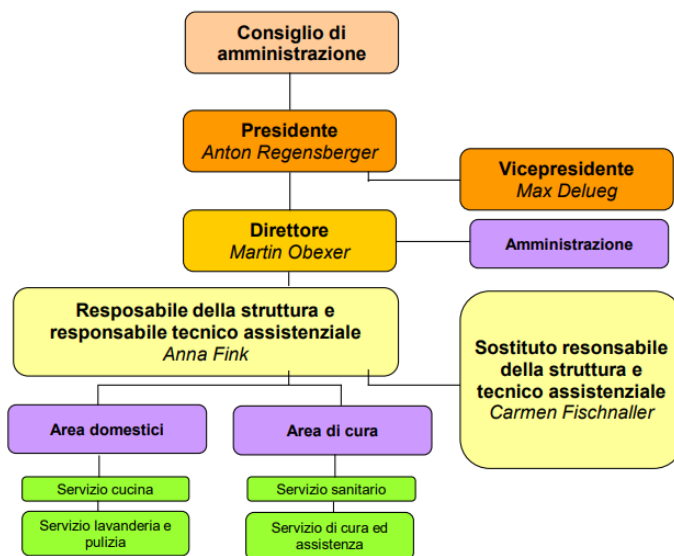 Consiglio di
amministrazione
Presidente
Anton Regensberger
Vicepresidente
Max Delueg
Direttore
Martin Obexer
Amministrazione
Resposabile della struttura e
responsabile tecnico assistenziale
Anna Fink
Sostituto resonsabile
della struttura e
tecnico assistenziale
Carmen Fischnaller
Area domestici
Area di cura
Servizio cucina
Servizio sanitario
Servizio lavanderia e
pulizia
Servizio di cura ed
assistenza